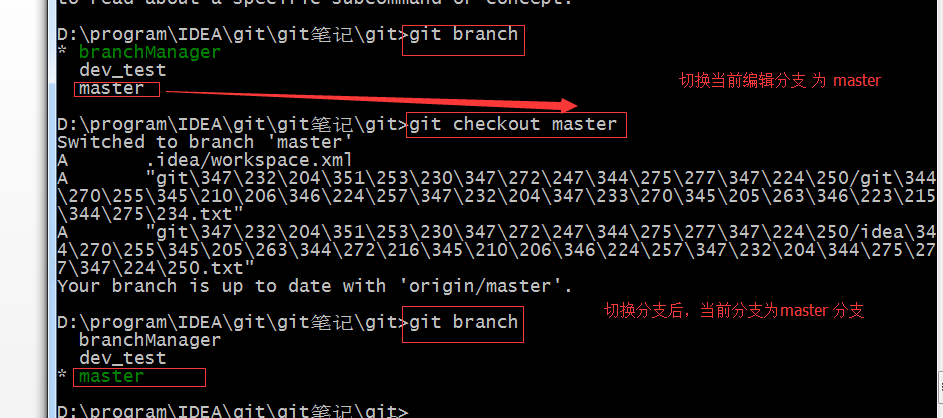 to read about a specific subcommand or concept.
D:\program\IDEA\git\git笔记\git>git branch
* branchManager
dev_test
切换当前编辑分支 为 master
master
D:\program\IDEA\git\git笔记\git>git checkout master
Switched to branch 'master'
A .idea/workspace.xml
A "git\347\232\204\351\253\230\347\272\247\344\275\277\347\224\250/git\344
\270\255\345\210\206\346\224\257\347\232\204\347\233\270\345\205\263\346\223\215
\344\275\234.txt"
A "git\347\232\204\351\253\230\347\272\247\344\275\277\347\224\250/idea\34
4\270\255\345\205\263\344\272\216\345\210\206\346\224\257\347\232\204\344\275\27
7\347\224\250.txt"
Your branch is up to date with 'origin/master'.
切换分支后，当前分支为master 分支
D:\program\IDEA\git\git笔记\git>git branch
branchManager
dev_test
* master
D:\program\IDEA\git\git笔记\git>